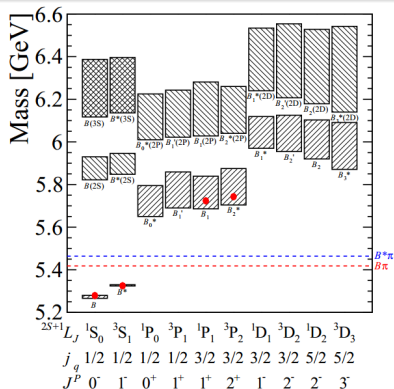 Mass [GeV]
6.6
6.4
6.2
6
5.8
5.6
5.4
5.2
B(3S) B*(3S) B₀*(2P) B₁'(2P) B₁(2P) B₂*(2P) B₁*(2D) B₂'(2D) B₂(2D) B₃*(2D)
B(2S) B*(2S) B₀* B₁' B₁ B₂* B₁* B₂' B₂ B₃*
B*π
Bπ
B B*
²ˢ⁺¹L_J ¹S₀ ³S₁ ¹P₀ ³P₁ ¹P₁ ³P₂ ¹D₁ ³D₂ ¹D₂ ³D₃
j_q 1/2 1/2 1/2 1/2 3/2 3/2 3/2 3/2 5/2 5/2
J^P 0⁻ 1⁻ 0⁺ 1⁺ 1⁺ 2⁺ 1⁻ 2⁻ 2⁻ 3⁻